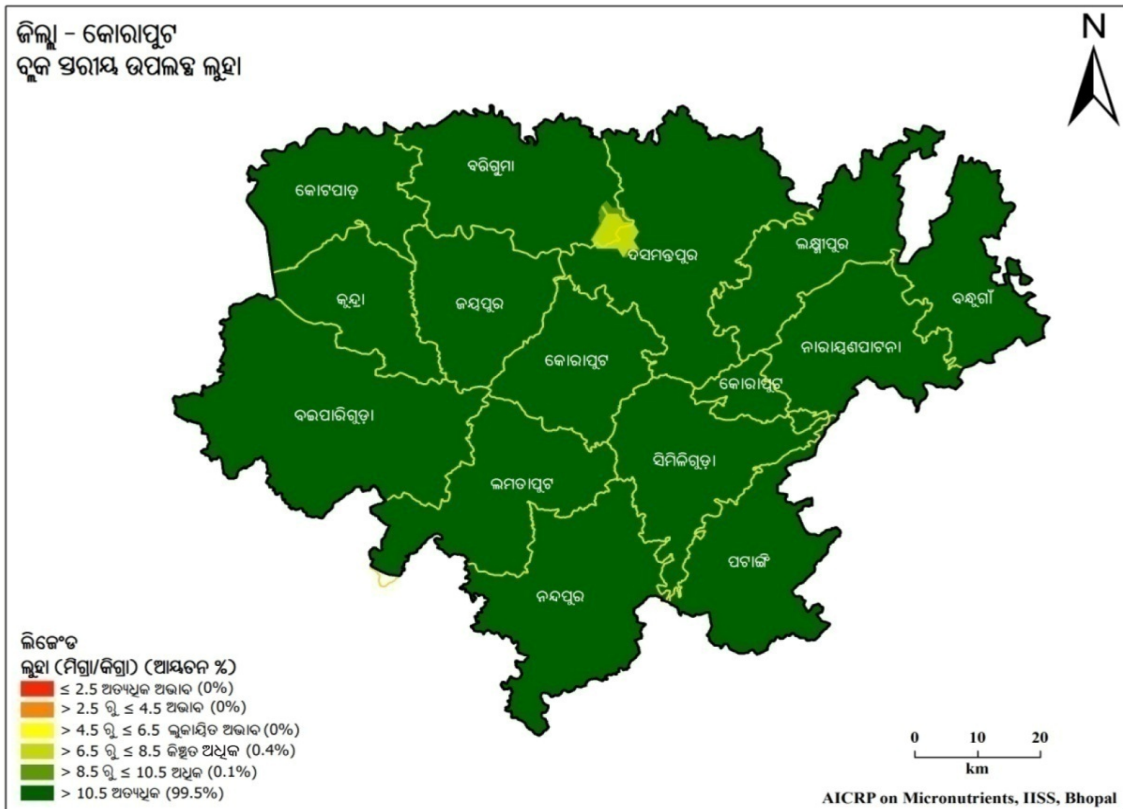 ଜିଲ୍ଲା - କୋରାପୁଟ
ବ୍ଲକ ସ୍ତରୀୟ ଉପଲବ୍ଧ ଲୁହା
N
କୋଟପାଡ଼
ବରିଗୁମା
ଦସମନ୍ତପୁର
ଲକ୍ଷ୍ମୀପୁର
ବନ୍ଧୁଗାଁ
କୁନ୍ଦ୍ରା
ଜୟପୁର
କୋରାପୁଟ
ନାରାୟଣପାଟନା
କୋରାପୁଟ
ବଇପାରିଗୁଡ଼ା
ସିମିଳିଗୁଡ଼ା
ଲମତାପୁଟ
ପଟାଙ୍ଗି
ନନ୍ଦପୁର
ଲିଜେଂଡ
ଲୁହା (ମିଗ୍ରା/କିଗ୍ରା) (ଆୟତନ %)
≤ 2.5 ଅତ୍ୟଧିକ ଅଭାବ (0%)
> 2.5 ରୁ ≤ 4.5 ଅଭାବ (0%)
> 4.5 ରୁ ≤ 6.5 ଲୁକାୟିତ ଅଭାବ (0%)
> 6.5 ରୁ ≤ 8.5 କିଞ୍ଚିତ ଅଧିକ (0.4%)
> 8.5 ରୁ ≤ 10.5 ଅଧିକ (0.1%)
> 10.5 ଅତ୍ୟଧିକ (99.5%)
0 10 20
km
AICRP on Micronutrients, IISS, Bhopal